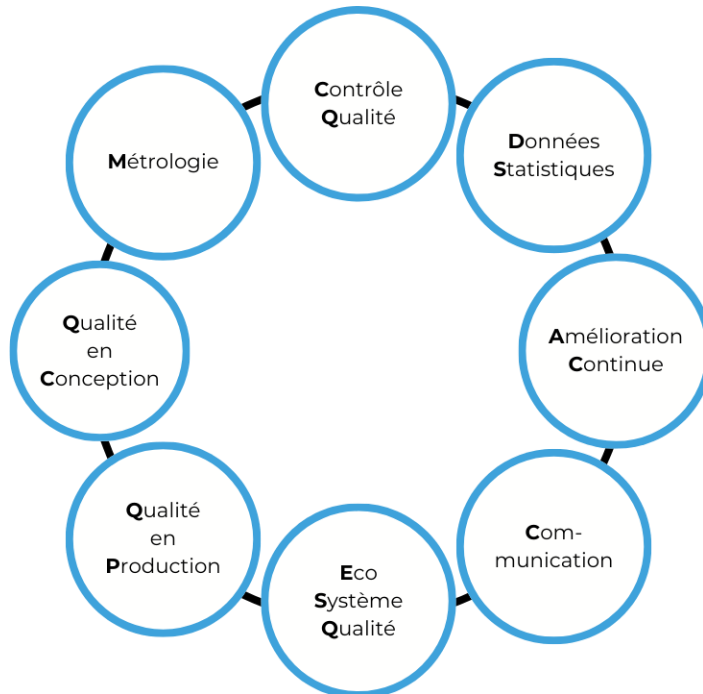 Contrôle
Qualité
Données
Statistiques
Amélioration
Continue
Com-
munication
Eco
Système
Qualité
Qualité
en
Production
Qualité
en
Conception
Métrologie